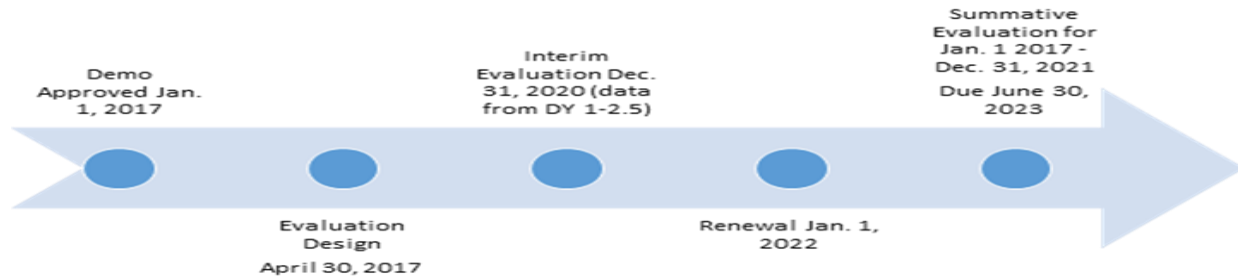 Demo
Approved Jan.
1, 2017
Evaluation
Design
April 30, 2017
Interim
Evaluation Dec.
31, 2020 (data
from DY 1-2.5)
Renewal Jan. 1,
2022
Summative
Evaluation for
Jan. 1 2017 -
Dec. 31, 2021
Due June 30,
2023